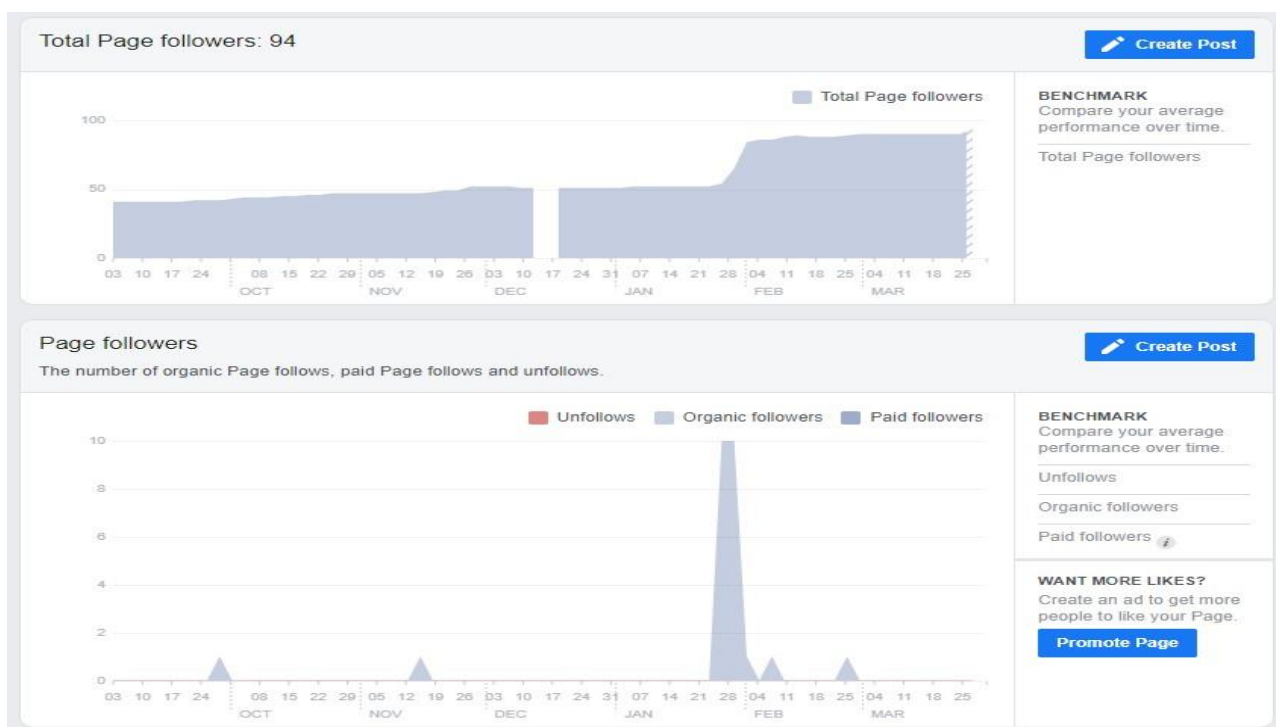 Total Page followers: 94
Create Post
Total Page followers
100
50
0
03 10 17 24 08 15 22 29 05 12 19 26 03 10 17 24 31 07 14 21 28 04 11 18 25 04 11 18 25
OCT NOV DEC JAN FEB MAR
BENCHMARK
Compare your average
performance over time.
Total Page followers
Page followers
The number of organic Page follows, paid Page follows and unfollows.
Create Post
Unfollows Organic followers Paid followers
10
8
6
4
2
0
03 10 17 24 08 15 22 29 05 12 19 26 03 10 17 24 31 07 14 21 28 04 11 18 25 04 11 18 25
OCT NOV DEC JAN FEB MAR
BENCHMARK
Compare your average
performance over time.
Unfollows
Organic followers
Paid followers i
WANT MORE LIKES?
Create an ad to get more
people to like your Page.
Promote Page